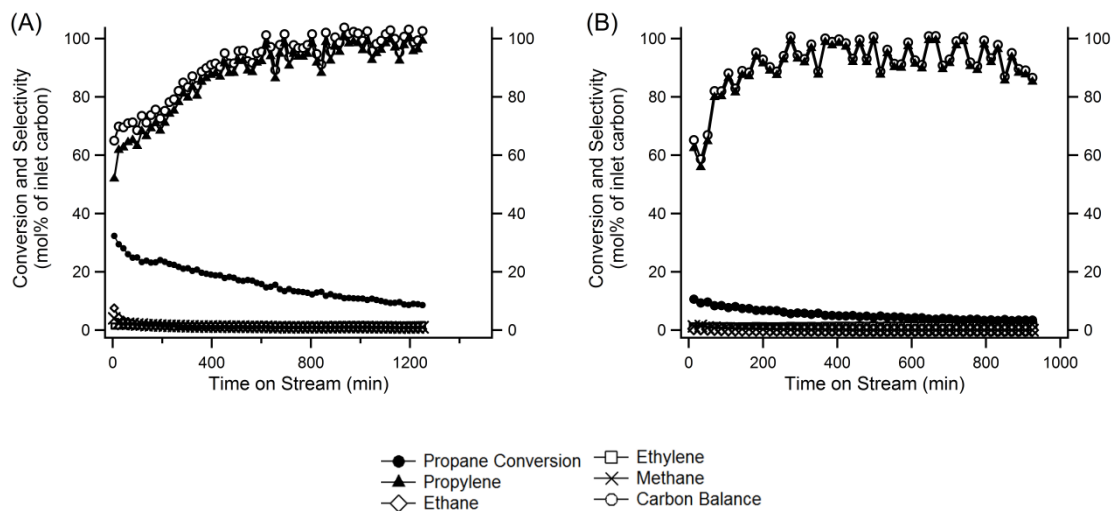 (A)
(B)
Conversion and Selectivity
(mol% of inlet carbon)
100
80
60
40
20
0
100
80
60
40
20
0
0
400
800
1200
Time on Stream (min)
Conversion and Selectivity
(mol% of inlet carbon)
100
80
60
40
20
0
100
80
60
40
20
0
0
200
400
600
800
1000
Time on Stream (min)
Propane Conversion
Propylene
Ethane
Ethylene
Methane
Carbon Balance